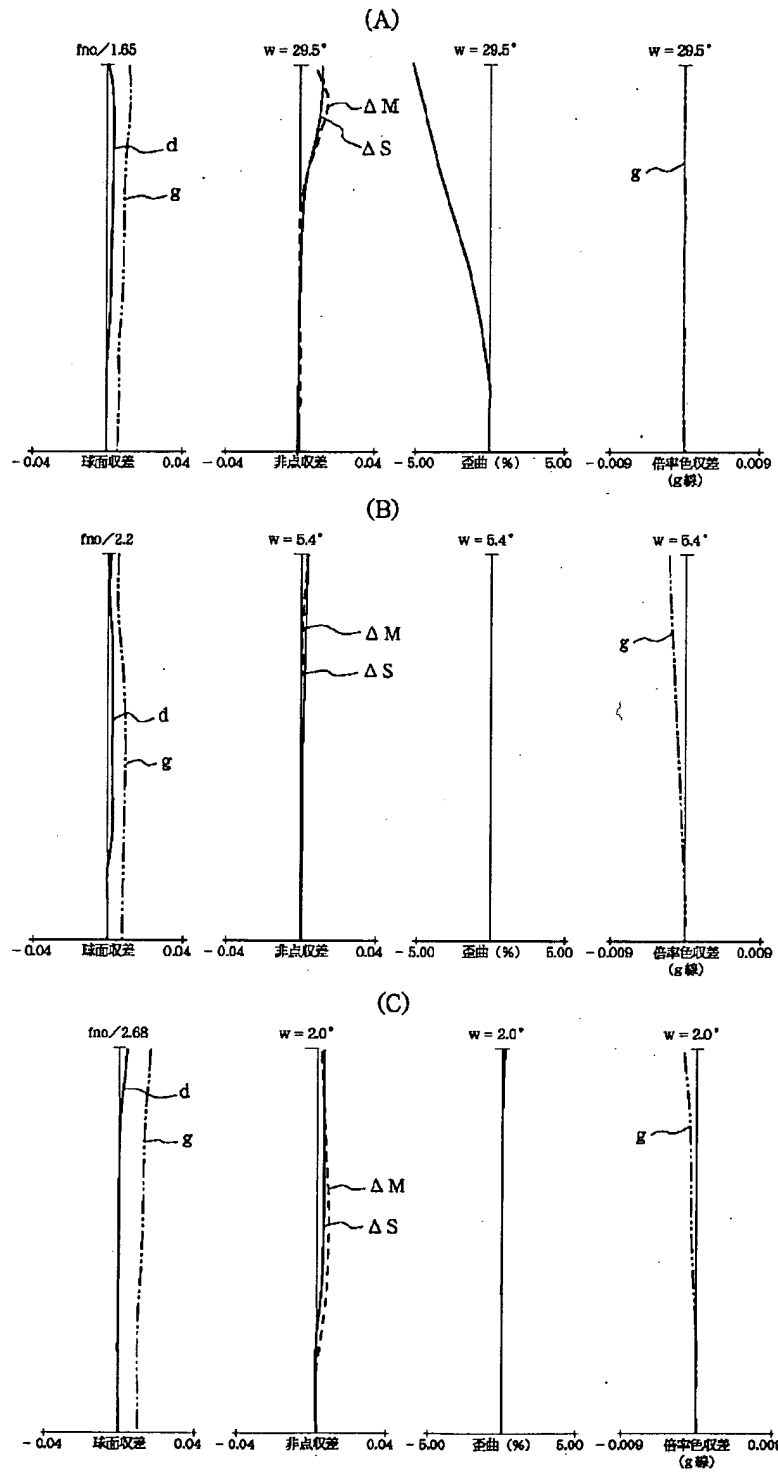 (A)
fno/1.65
w = 29.5°
w = 29.5°
w = 29.5°
ΔM
ΔS
d
g
g
-0.04 球面収差 0.04
-0.04 非点収差 0.04
-5.00 歪曲 (%) 5.00
-0.009 倍率色収差 0.009
(g線)
(B)
fno/2.2
w = 5.4°
w = 5.4°
w = 5.4°
ΔM
ΔS
g
d
g
-0.04 球面収差 0.04
-0.04 非点収差 0.04
-5.00 歪曲 (%) 5.00
-0.009 倍率色収差 0.009
(g線)
(C)
fno/2.68
w = 2.0°
w = 2.0°
w = 2.0°
d
g
g
ΔM
ΔS
-0.04 球面収差 0.04
-0.04 非点収差 0.04
-5.00 歪曲 (%) 5.00
-0.009 倍率色収差 0.009
(g線)